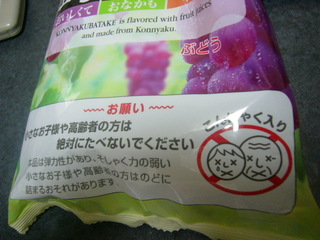 おいしくて
おなかも
KONNYAKUBATAKE is flavored with fruit juices
and made from Konnyaku.
ぶどう
お願い
小さなお子様や高齢者の方は
絶対にたべないでください
こんにゃく入り
本品は弾力性があり、そしゃく力の弱い
小さなお子様や高齢者の方はのどに
詰まるおそれがあります